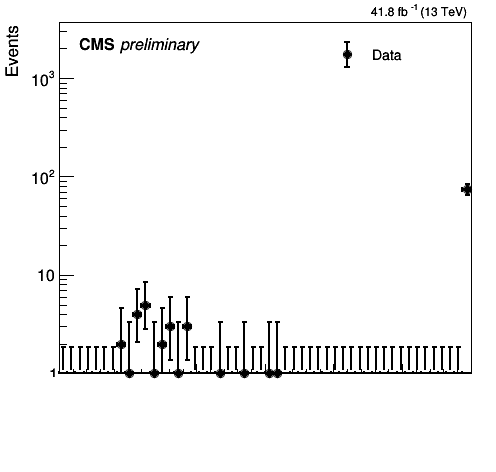 41.8 fb⁻¹ (13 TeV)
CMS preliminary
Data
Events
10³
10²
10
1